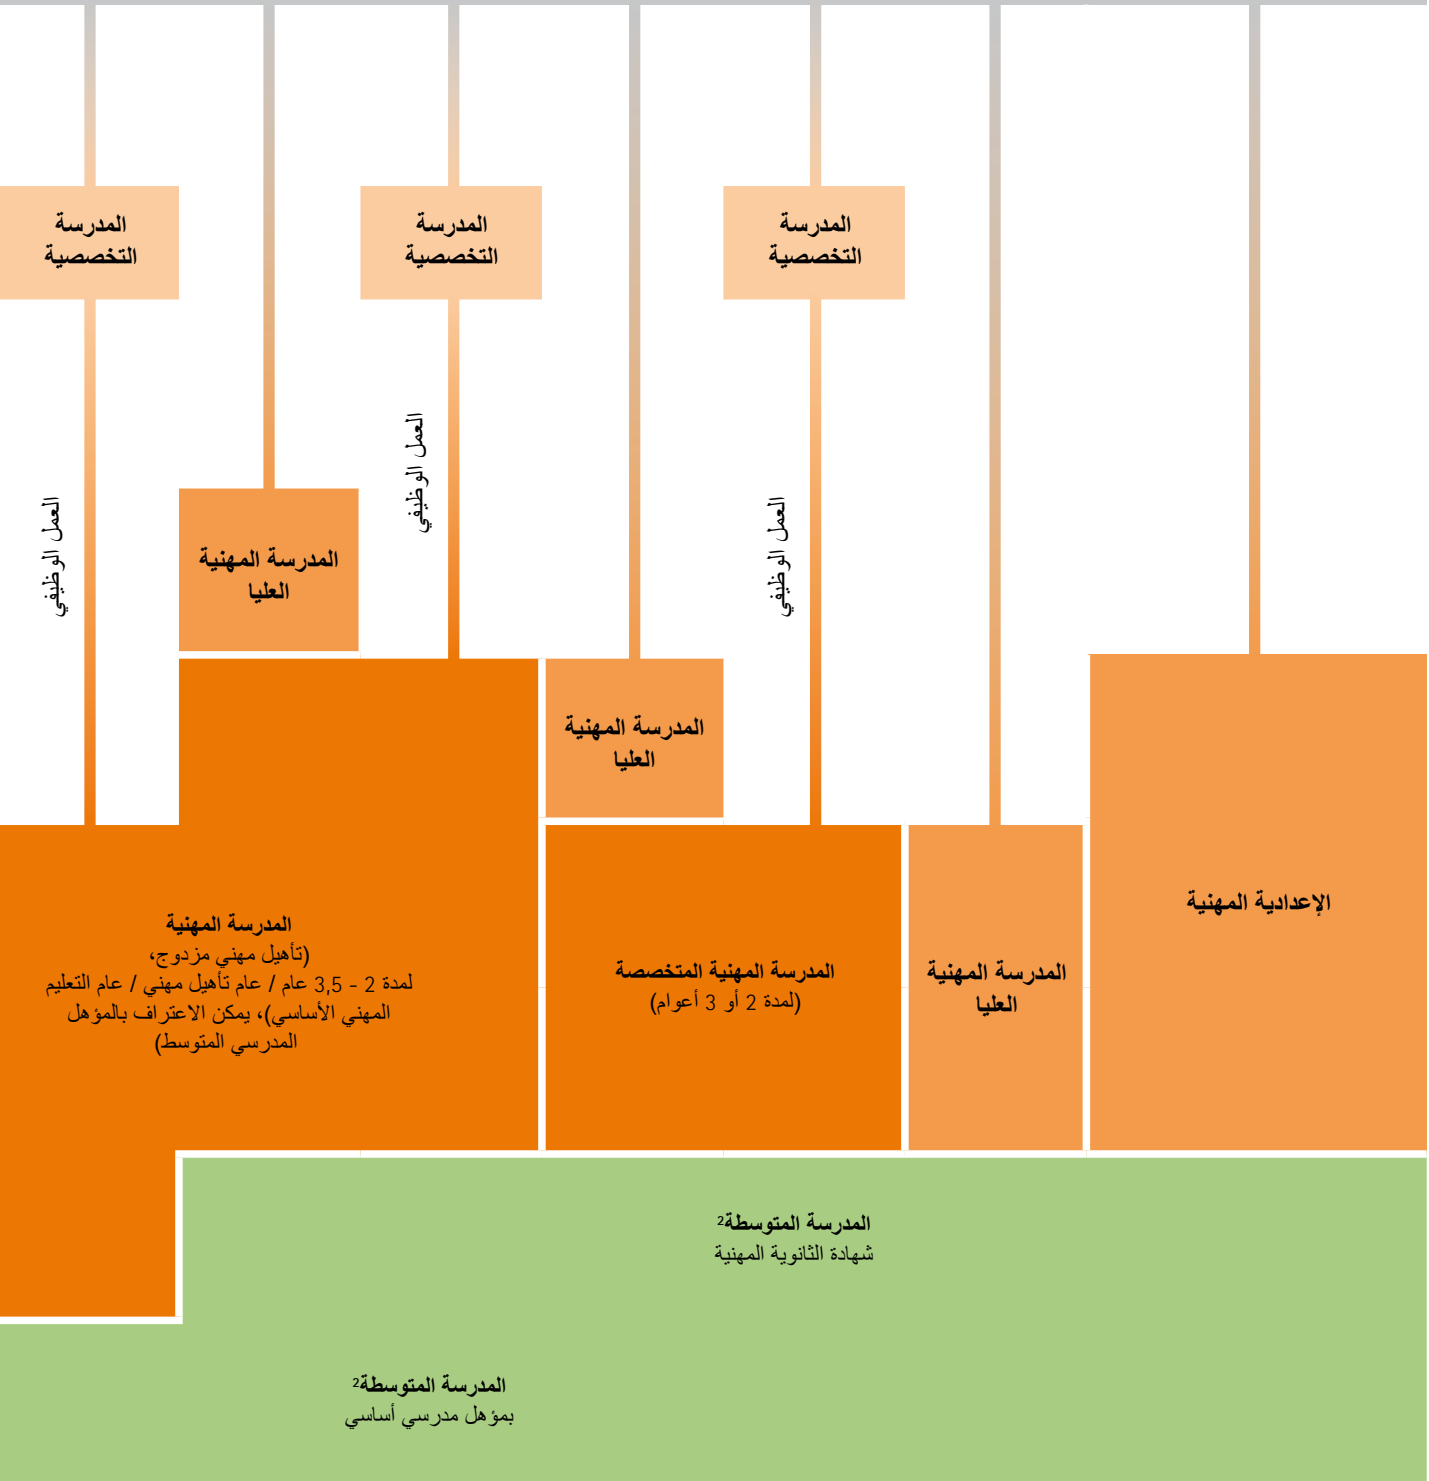 المدرسة
التخصصية
المدرسة
التخصصية
المدرسة
التخصصية
العمل الوظيفي
العمل الوظيفي
العمل الوظيفي
المدرسة المهنية
العليا
المدرسة المهنية
العليا
الإعدادية المهنية
المدرسة المهنية
العليا
المدرسة المهنية المتخصصة
(لمدة 2 أو 3 أعوام)
المدرسة المهنية
(تأهيل مهني مزدوج،
لمدة 2 - 3,5 عام / عام تأهيل مهني / عام التعليم
المهني الأساسي)، يمكن الاعتراف بالمؤهل
المدرسي المتوسط)
المدرسة المتوسطة²
شهادة الثانوية المهنية
المدرسة المتوسطة²
بمؤهل مدرسي أساسي